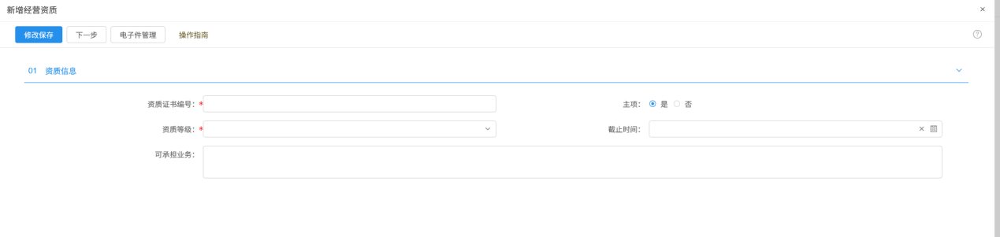 新增经营资质
修改保存 下一步 电子件管理 操作指南
01 资质信息
资质证书编号: * 主项: 是 否
资质等级: * 截止时间:
可承担业务: